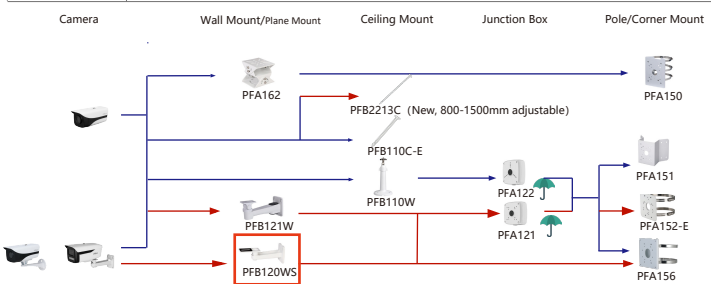 Camera Wall Mount/Plane Mount Ceiling Mount Junction Box Pole/Corner Mount
PFA162
PFA150
PFB2213C (New, 800-1500mm adjustable)
PFB110C-E
PFA151
PFA122
PFB110W
PFB121W
PFA121
PFA152-E
PFB120WS
PFA156